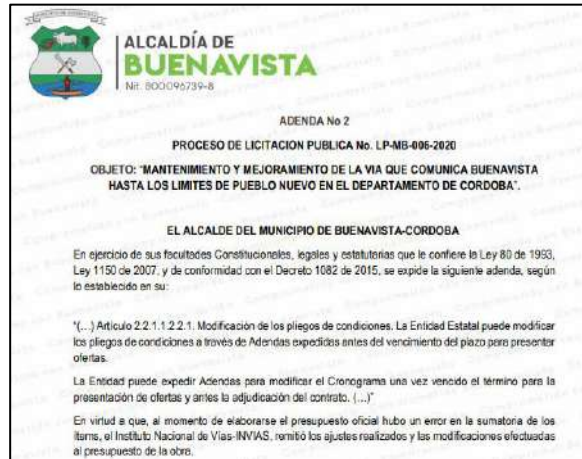 ALCALDÍA DE
BUENAVISTA
Nit. 800096739-8
ADENDA No 2
PROCESO DE LICITACION PUBLICA No. LP-MB-006-2020
OBJETO: "MANTENIMIENTO Y MEJORAMIENTO DE LA VIA QUE COMUNICA BUENAVISTA
HASTA LOS LIMITES DE PUEBLO NUEVO EN EL DEPARTAMENTO DE CORDOBA".
EL ALCALDE DEL MUNICIPIO DE BUENAVISTA-CORDOBA
En ejercicio de sus facultades Constitucionales, legales y estatutarias que le confiere la Ley 80 de 1993,
Ley 1150 de 2007, y de conformidad con el Decreto 1082 de 2015, se expide la siguiente adenda, según
lo establecido en su:
"(...) Articulo 2.2.1.1.2.2.1. Modificación de los pliegos de condiciones. La Entidad Estatal puede modificar
los pliegos de condiciones a través de Adendas expedidas antes del vencimiento del plazo para presentar
ofertas.
La Entidad puede expedir Adendas para modificar el Cronograma una vez vencido el término para la
presentación de ofertas y antes la adjudicación del contrato. (...)"
En virtud a que, al momento de elaborarse el presupuesto oficial hubo un error en la sumatoria de los
ítems, el Instituto Nacional de Vías-INVIAS, remitió los ajustes realizados y las modificaciones efectuadas
al presupuesto de la obra.